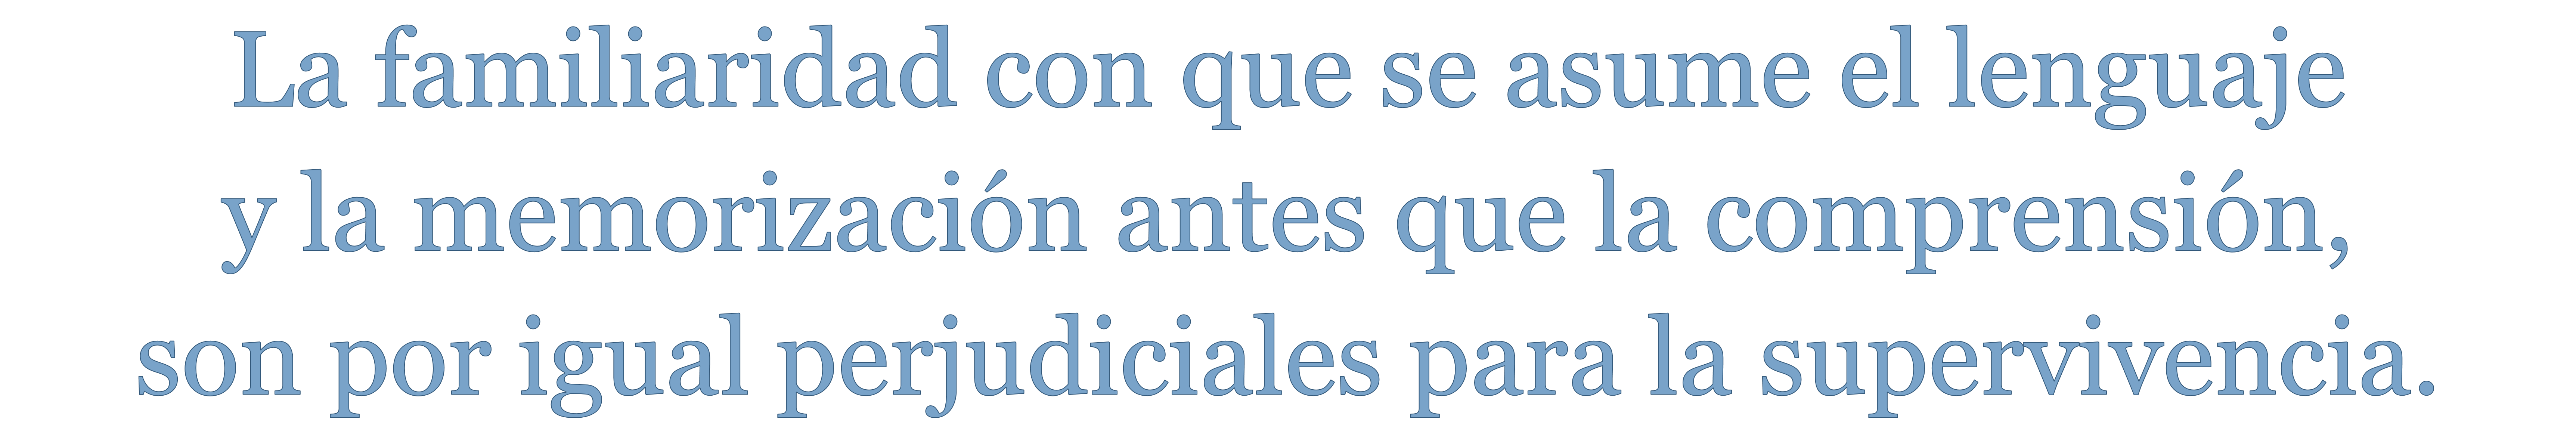 La familiaridad con que se asume el lenguaje
y la memorización antes que la comprensión,
son por igual perjudiciales para la supervivencia.